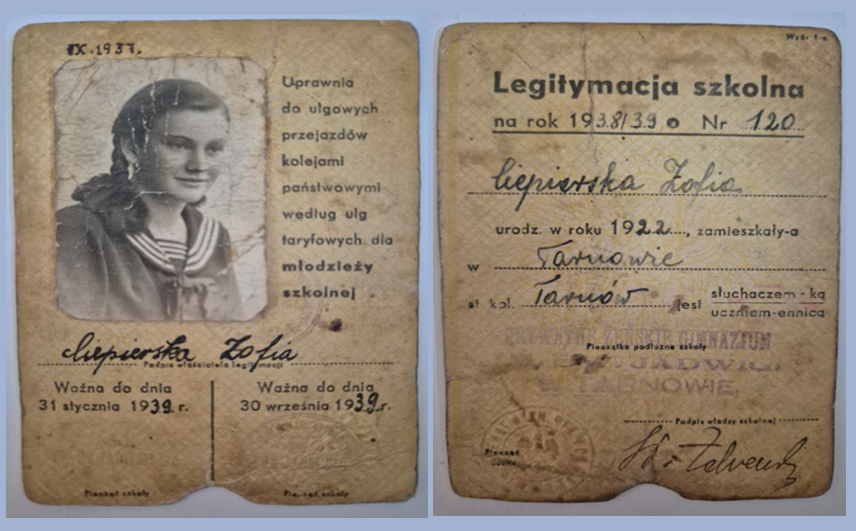 IX.1937.
Uprawnia
do ulgowych
przejazdów
kolejami
państwowymi
według ulg
taryfowych dla
młodzieży
szkolnej
Ciepierska Zofia
Podpis właściciela legitymacji
Ważna do dnia
31 stycznia 1939 r.
Pieczęć szkoły
Ważna do dnia
30 września 1939 r.
Pieczęć szkoły
Wzór 1-a
Legitymacja szkolna
na rok 1938/39 Nr 120
Ciepierska Zofia
urodz. w roku 1922, zamieszkały-a
w Tarnowie
st. kol. Tarnów jest słuchaczem-ką
uczniem-ennicą
PRYWATNE ŻEŃSKIE GIMNAZJUM
Pieczątka podłużna szkoły
JADWIGI
W TARNOWIE.
Podpis władzy szkolnej
Pieczęć